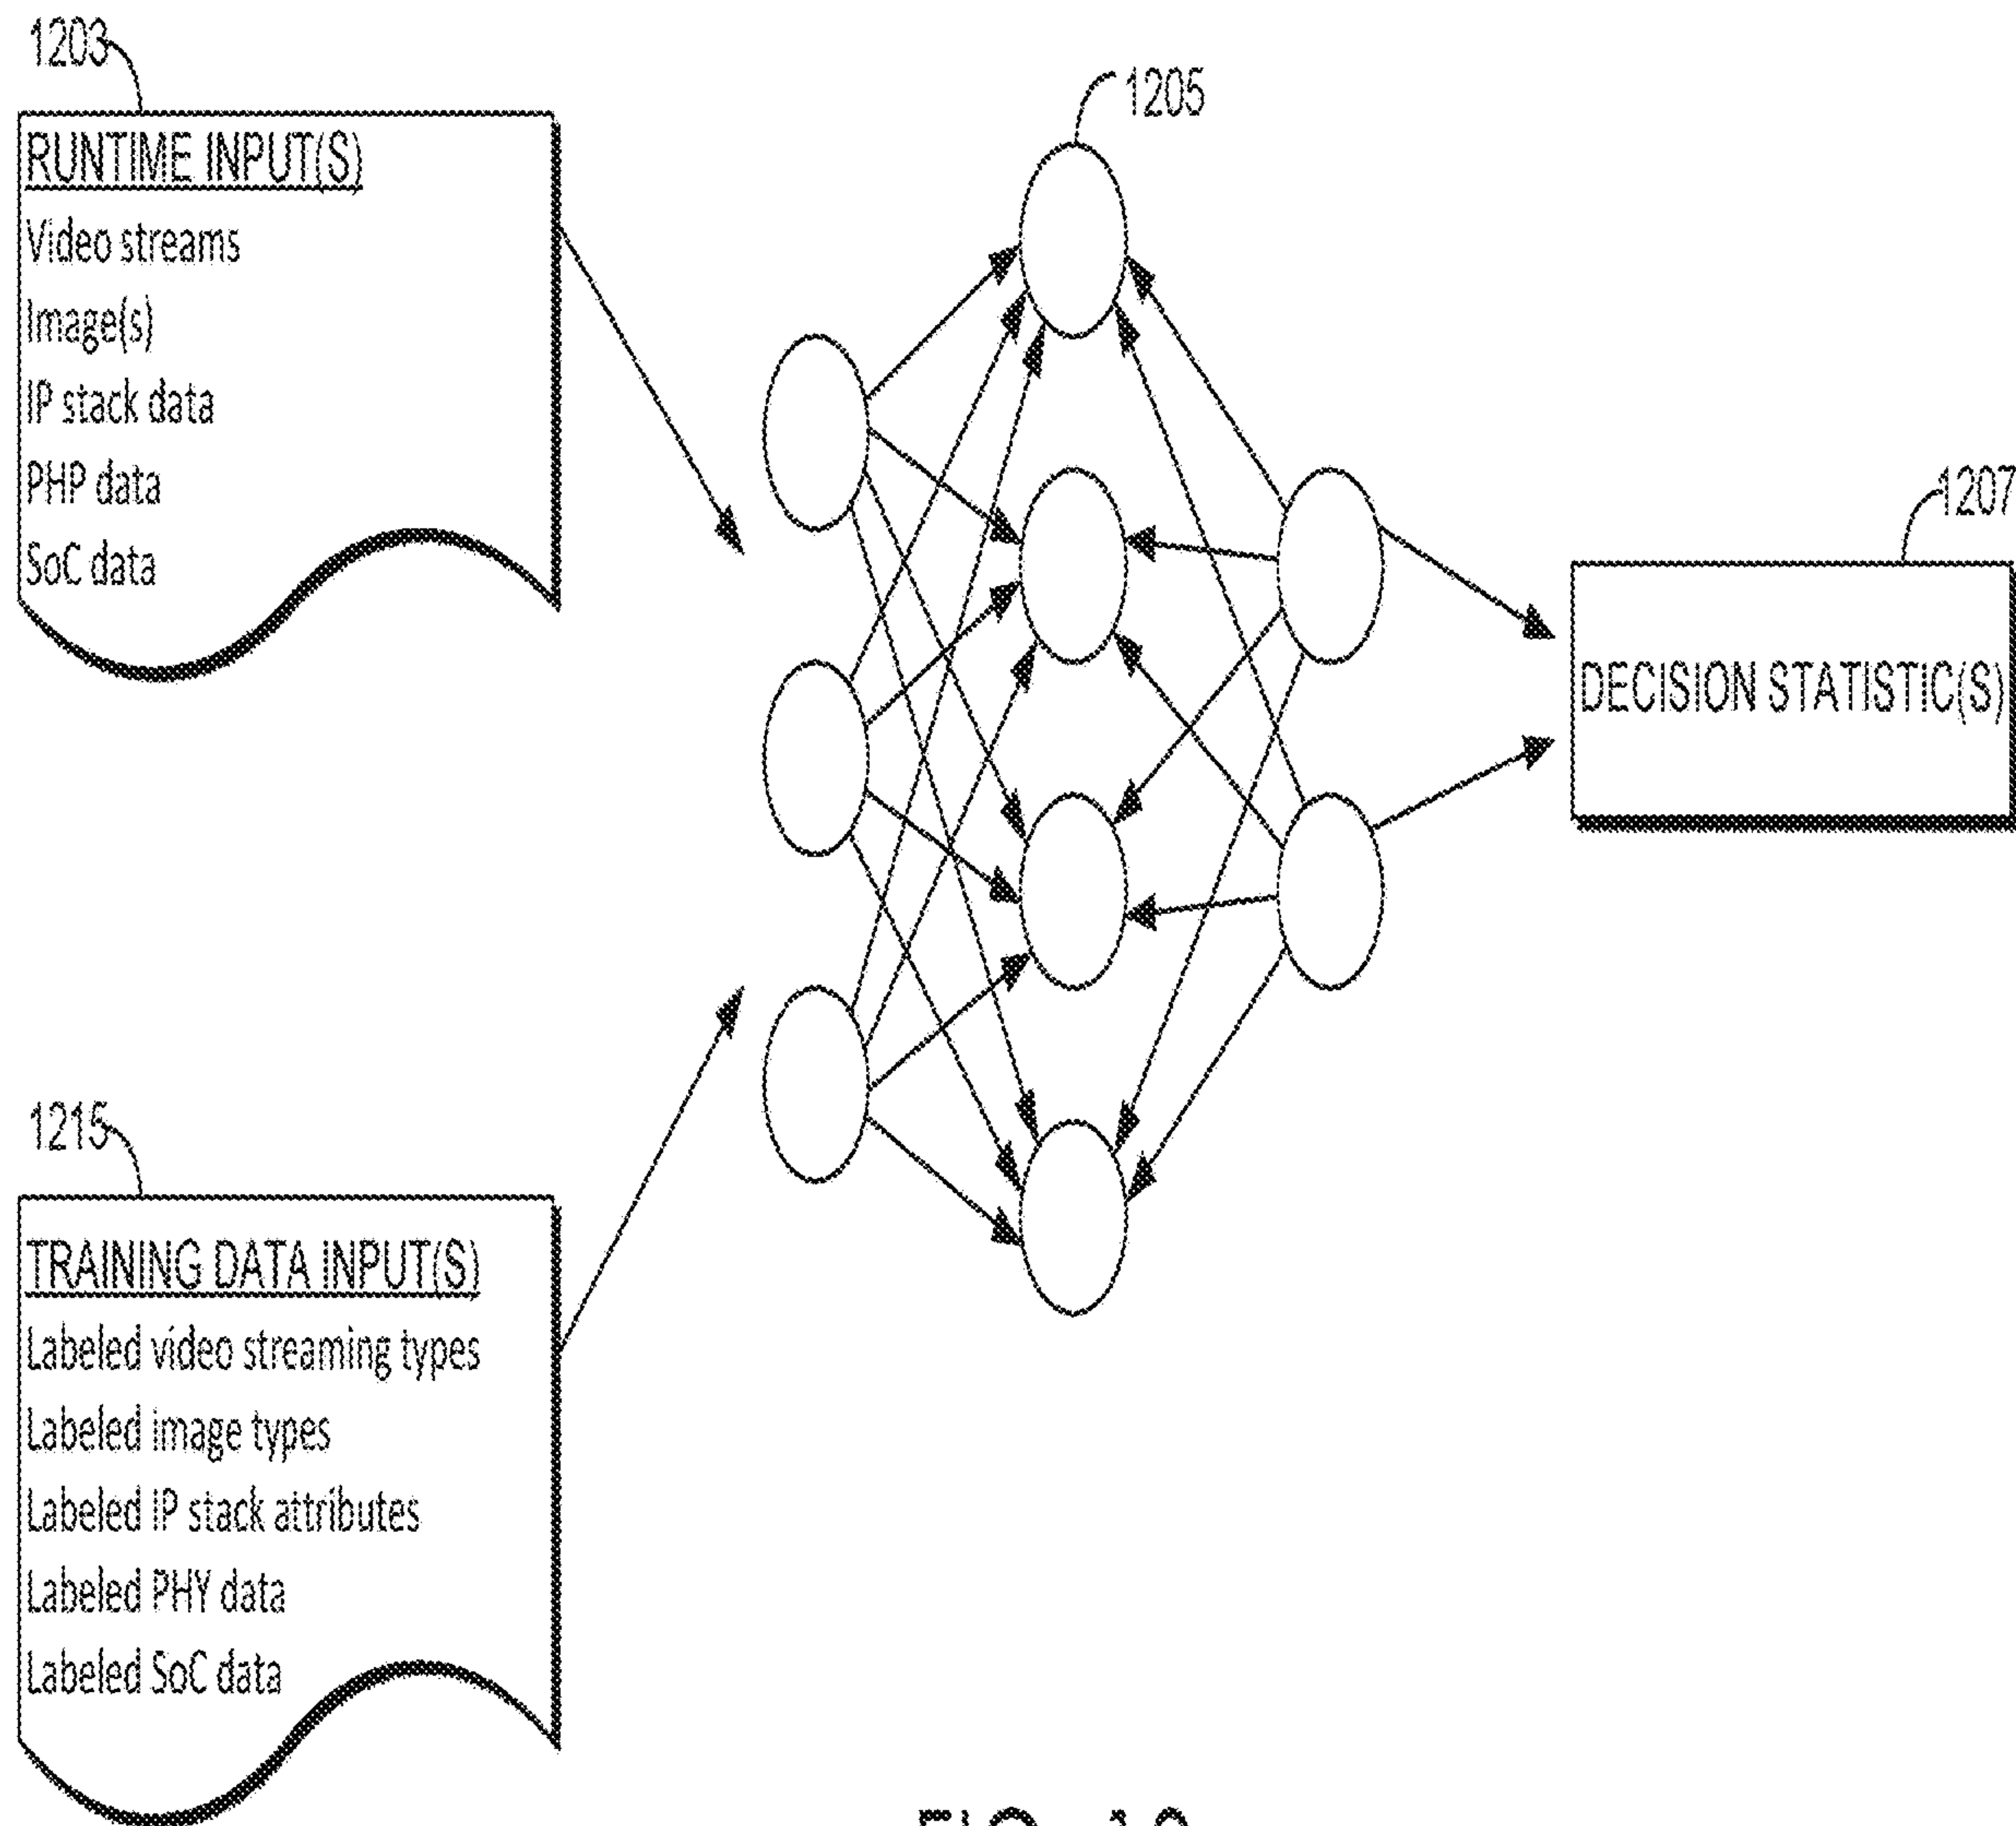 1203
RUNTIME INPUT(S)
Video streams
Image(s)
IP stack data
PHP data
SoC data
1205
1207
DECISION STATISTIC(S)
1215
TRAINING DATA INPUT(S)
Labeled video streaming types
Labeled image types
Labeled IP stack attributes
Labeled PHY data
Labeled SoC data